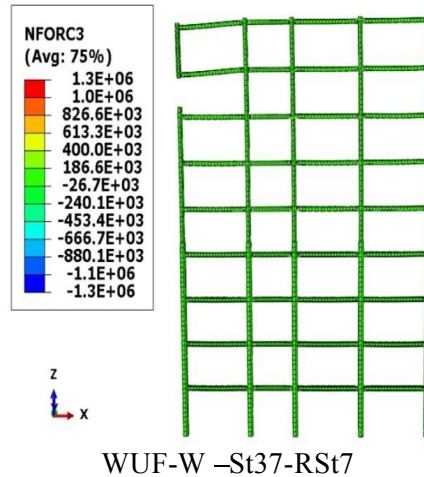 NFORC3
(Avg: 75%)
1.3E+06
1.0E+06
826.6E+03
613.3E+03
400.0E+03
186.6E+03
-26.7E+03
-240.1E+03
-453.4E+03
-666.7E+03
-880.1E+03
-1.1E+06
-1.3E+06
Z
X
WUF-W –St37-RSt7